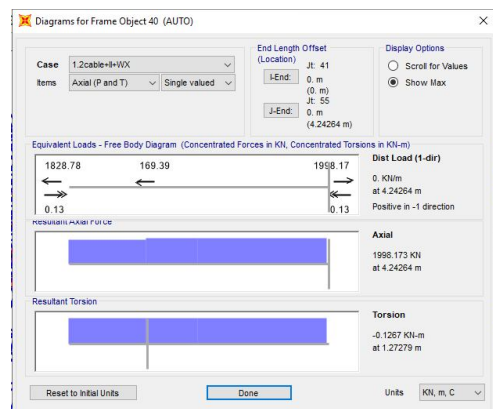 Diagrams for Frame Object 40 (AUTO)
Case
1.2cable+ll+WX
Items
Axial (P and T)
Single valued
End Length Offset
(Location)
I-End:
Jt: 41
0. m
(0. m)
J-End:
Jt: 55
0. m
(4.24264 m)
Display Options
Scroll for Values
Show Max
Equivalent Loads - Free Body Diagram (Concentrated Forces in KN, Concentrated Torsions in KN-m)
1828.78 169.39 1998.17
0.13 0.13
Dist Load (1-dir)
0. KN/m
at 4.24264 m
Positive in -1 direction
Resultant Axial Force
Axial
1998.173 KN
at 4.24264 m
Resultant Torsion
Torsion
-0.1267 KN-m
at 1.27279 m
Reset to Initial Units
Done
Units
KN, m, C